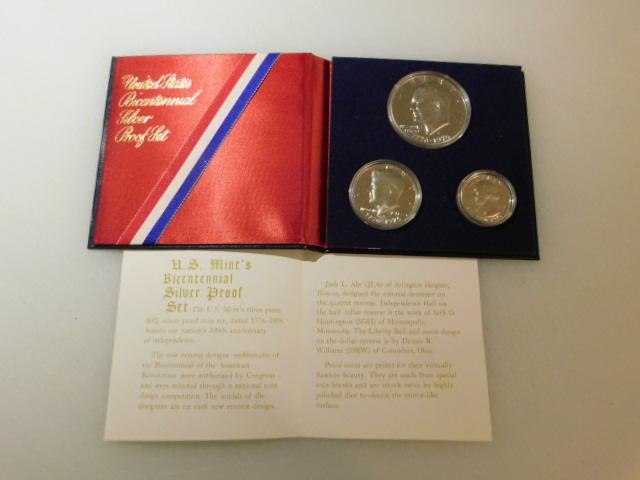 United States
Bicentennial
Silver
Proof Set
1776-1976
1776-1976
U.S. Mint's
Bicentennial
Silver Proof
Set The U.S. Mint's three-piece
40% silver proof coin set, dated 1776-1976
honors our nation's 200th anniversary
of independence.
The new reverse designs emblematic of
the Bicentennial of the American
Revolution were authorized by Congress
and were selected through a national coin
design competition. The initials of the
designers are on each new reverse design.
Jack L. Ahr (JLA) of Arlington Heights,
Illinois, designed the colonial drummer on
the quarter reverse. Independence Hall on
the half dollar reverse is the work of Seth G.
Huntington (SGH) of Minneapolis,
Minnesota. The Liberty Bell and moon design
on the dollar reverse is by Dennis R.
Williams (DRW) of Columbus, Ohio.
Proof coins are prized for their virtually
flawless beauty. They are made from special
coin blanks and are struck twice by highly
polished dies to obtain the mirror-like
surface.